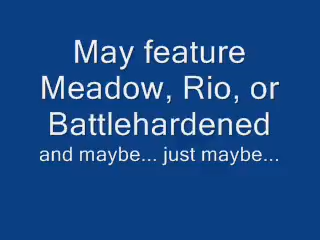 May feature
Meadow, Rio, or
Battlehardened
and maybe... just maybe...